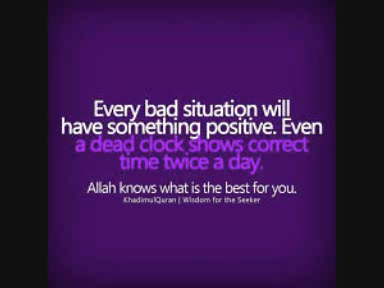 Every bad situation will
have something positive. Even
a dead clock shows correct
time twice a day.
Allah knows what is the best for you.
KhadimulQuran | Wisdom for the Seeker